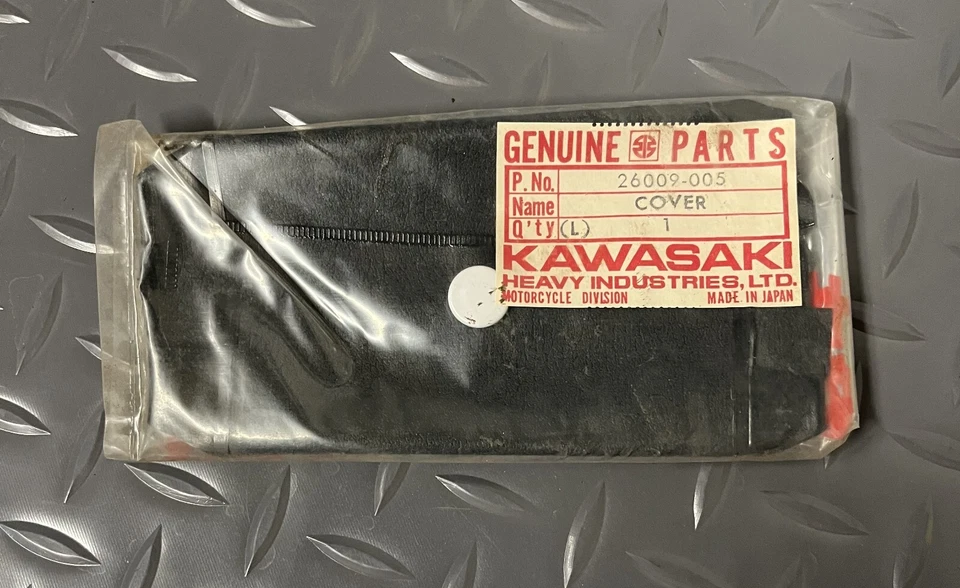 GENUINE PARTS
P. No. 26009-005
Name COVER
Q'ty (L) 1
KAWASAKI
HEAVY INDUSTRIES, LTD.
MOTORCYCLE DIVISION MADE IN JAPAN